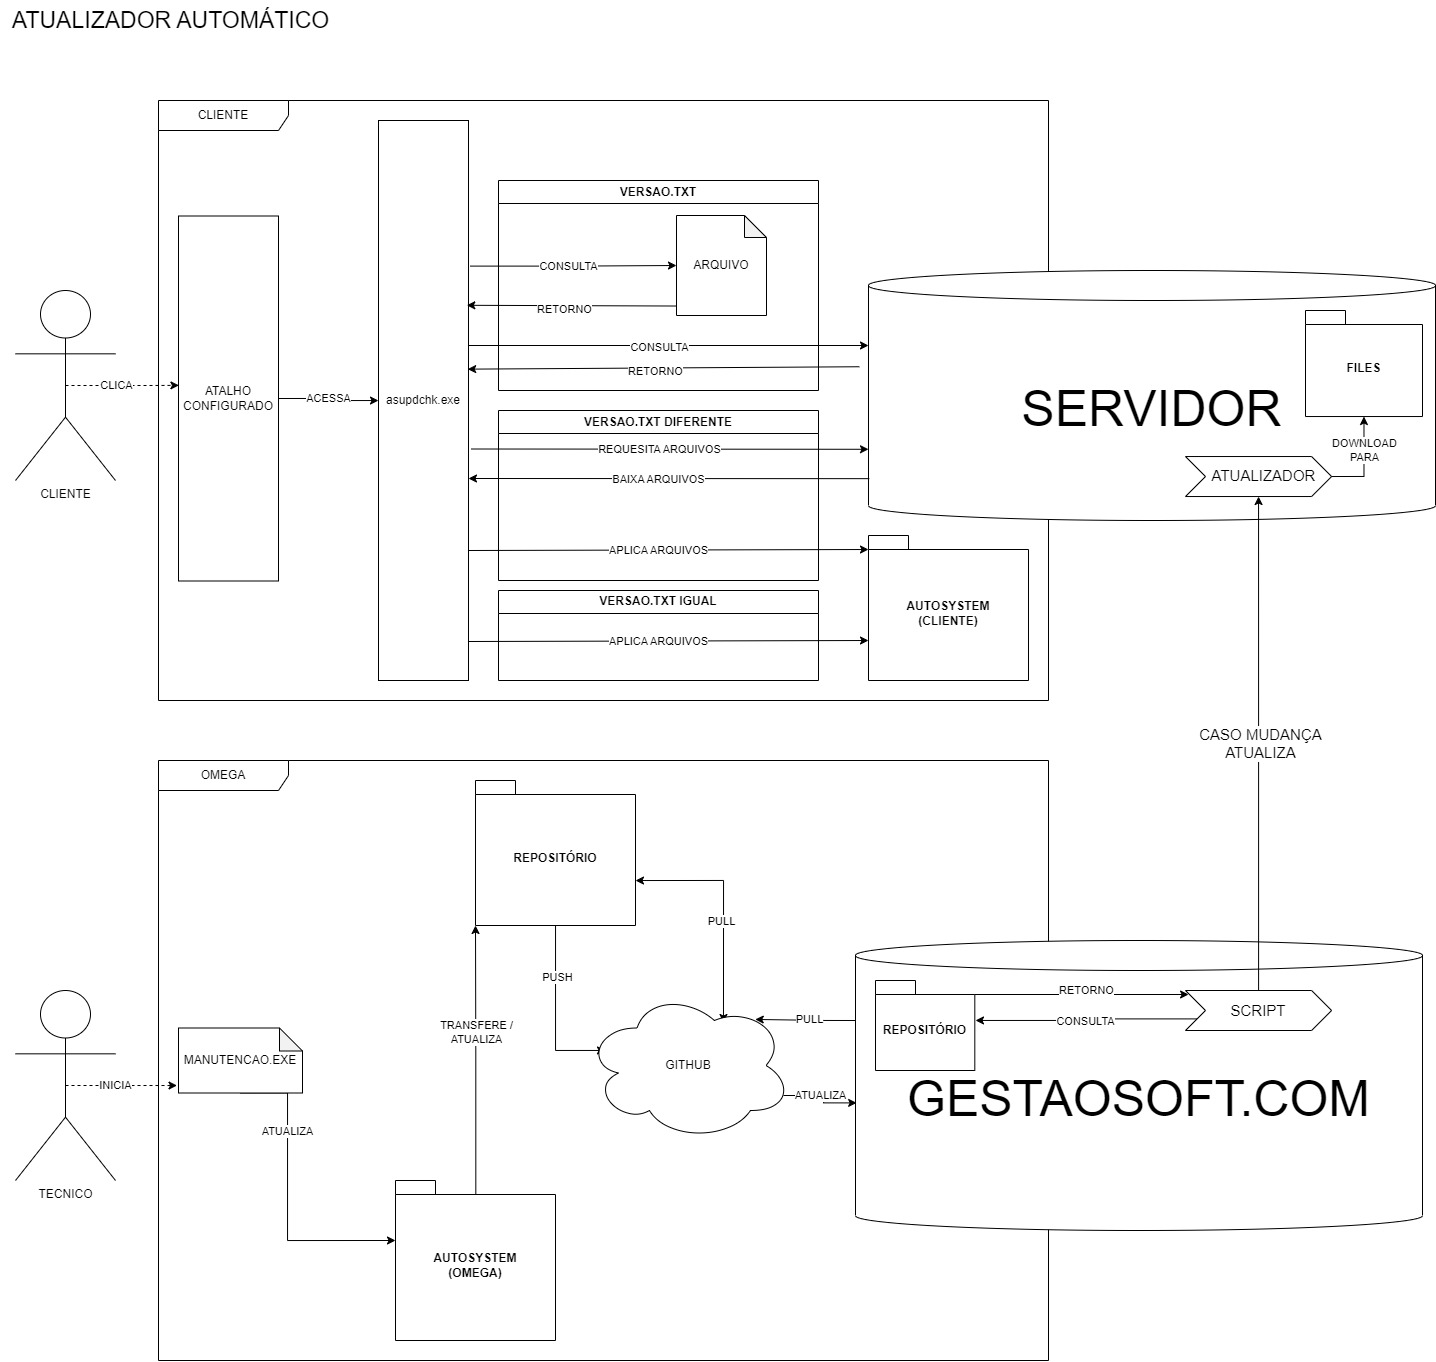 ATUALIZADOR AUTOMÁTICO
CLIENTE
VERSAO.TXT
CONSULTA
ARQUIVO
RETORNO
CONSULTA
RETORNO
CLICA
ATALHO
CONFIGURADO
ACESSA
asupdchk.exe
CLIENTE
VERSAO.TXT DIFERENTE
REQUESITA ARQUIVOS
BAIXA ARQUIVOS
APLICA ARQUIVOS
VERSAO.TXT IGUAL
APLICA ARQUIVOS
AUTOSYSTEM
(CLIENTE)
SERVIDOR
FILES
DOWNLOAD
PARA
ATUALIZADOR
CASO MUDANÇA
ATUALIZA
OMEGA
REPOSITÓRIO
PULL
PUSH
TRANSFERE /
ATUALIZA
GITHUB
PULL
ATUALIZA
REPOSITÓRIO
RETORNO
CONSULTA
SCRIPT
GESTAOSOFT.COM
MANUTENCAO.EXE
INICIA
ATUALIZA
TECNICO
AUTOSYSTEM
(OMEGA)